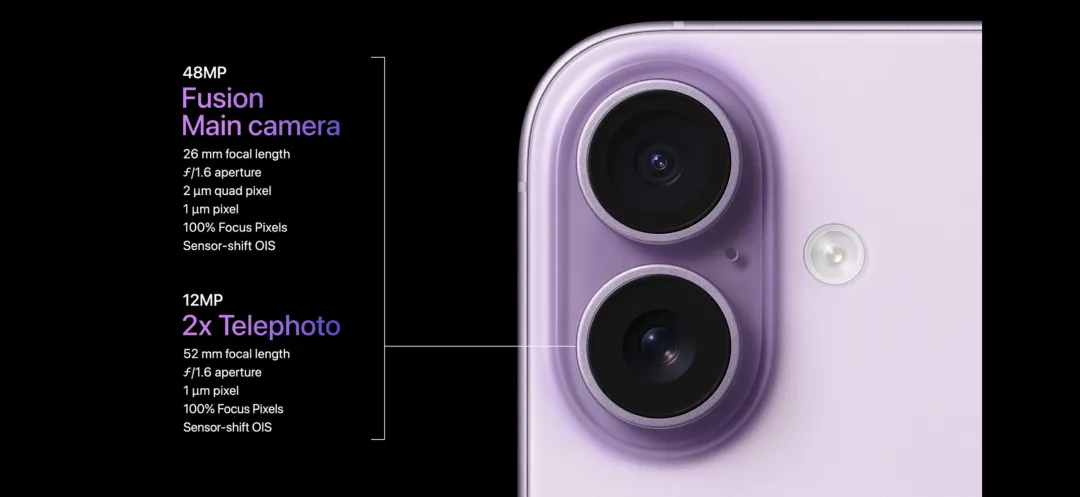 48MP
Fusion
Main camera
26 mm focal length
ƒ/1.6 aperture
2 µm quad pixel
1 µm pixel
100% Focus Pixels
Sensor-shift OIS
12MP
2x Telephoto
52 mm focal length
ƒ/1.6 aperture
1 µm pixel
100% Focus Pixels
Sensor-shift OIS